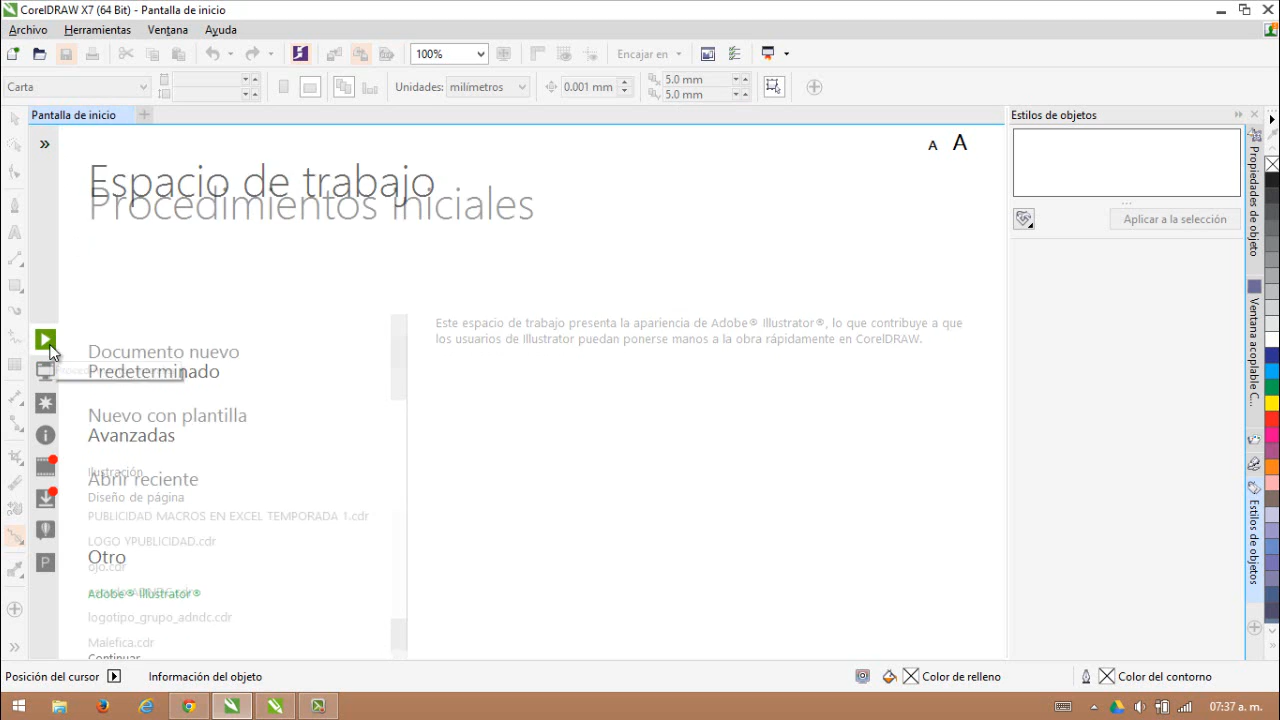 CorelDRAW X7 (64 Bit) - Pantalla de inicio
Archivo Herramientas Ventana Ayuda
100% Encajar en
Carta Unidades: milímetros 0.001 mm 5.0 mm
5.0 mm
Pantalla de inicio
Estilos de objetos
A A
Espacio de trabajo
Procedimientos iniciales
Aplicar a la selección
Este espacio de trabajo presenta la apariencia de Adobe® Illustrator®, lo que contribuye a que
los usuarios de Illustrator puedan ponerse manos a la obra rápidamente en CorelDRAW.
Documento nuevo
Predeterminado
Nuevo con plantilla
Avanzadas
Ilustración
Abrir reciente
Diseño de página
PUBLICIDAD MACROS EN EXCEL TEMPORADA 1.cdr
LOGO YPUBLICIDAD.cdr
Otro
ojo.cdr
Adobe® Illustrator®
logotipo_grupo_adndc.cdr
Malefica.cdr
Continuar
Propiedades de objeto
Ventana acoplable C...
Estilos de objetos
Posición del cursor Información del objeto Color de relleno Color del contorno
07:37 a. m.